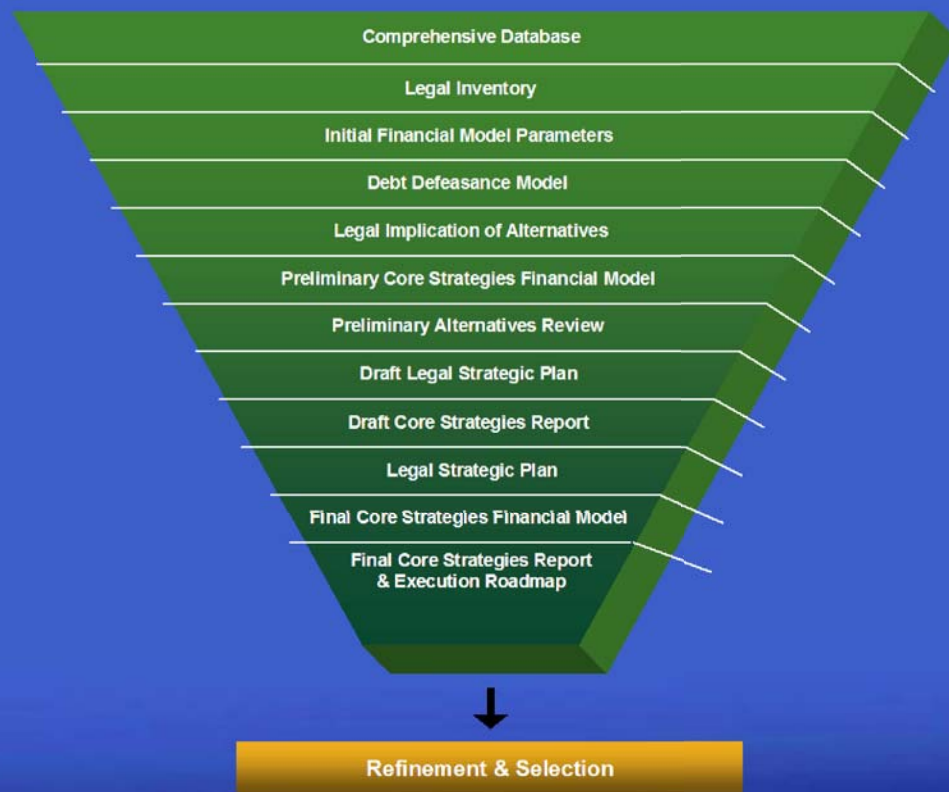 Comprehensive Database
Legal Inventory
Initial Financial Model Parameters
Debt Defeasance Model
Legal Implication of Alternatives
Preliminary Core Strategies Financial Model
Preliminary Alternatives Review
Draft Legal Strategic Plan
Draft Core Strategies Report
Legal Strategic Plan
Final Core Strategies Financial Model
Final Core Strategies Report
& Execution Roadmap
Refinement & Selection